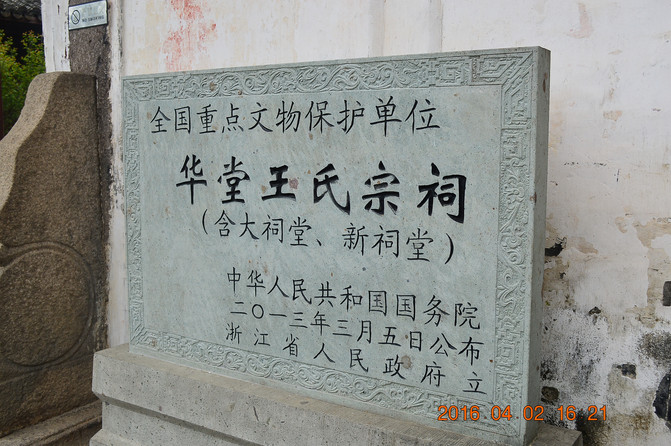 全国重点文物保护单位
华堂王氏宗祠
（含大祠堂、新祠堂）
中华人民共和国国务院
二〇一三年三月五日公布
浙江省人民政府立
2016 04 02 16 21